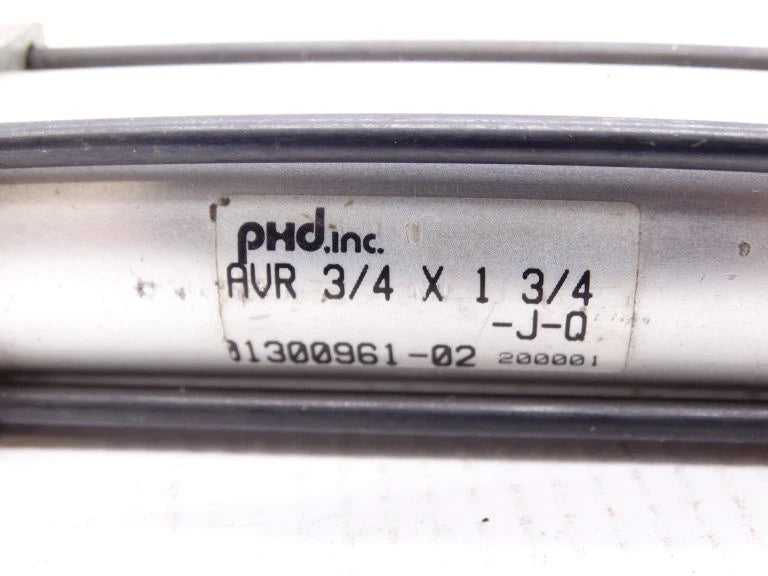 PHd.inc.
AVR 3/4 X 1 3/4
-J-Q
01300961-02 200001